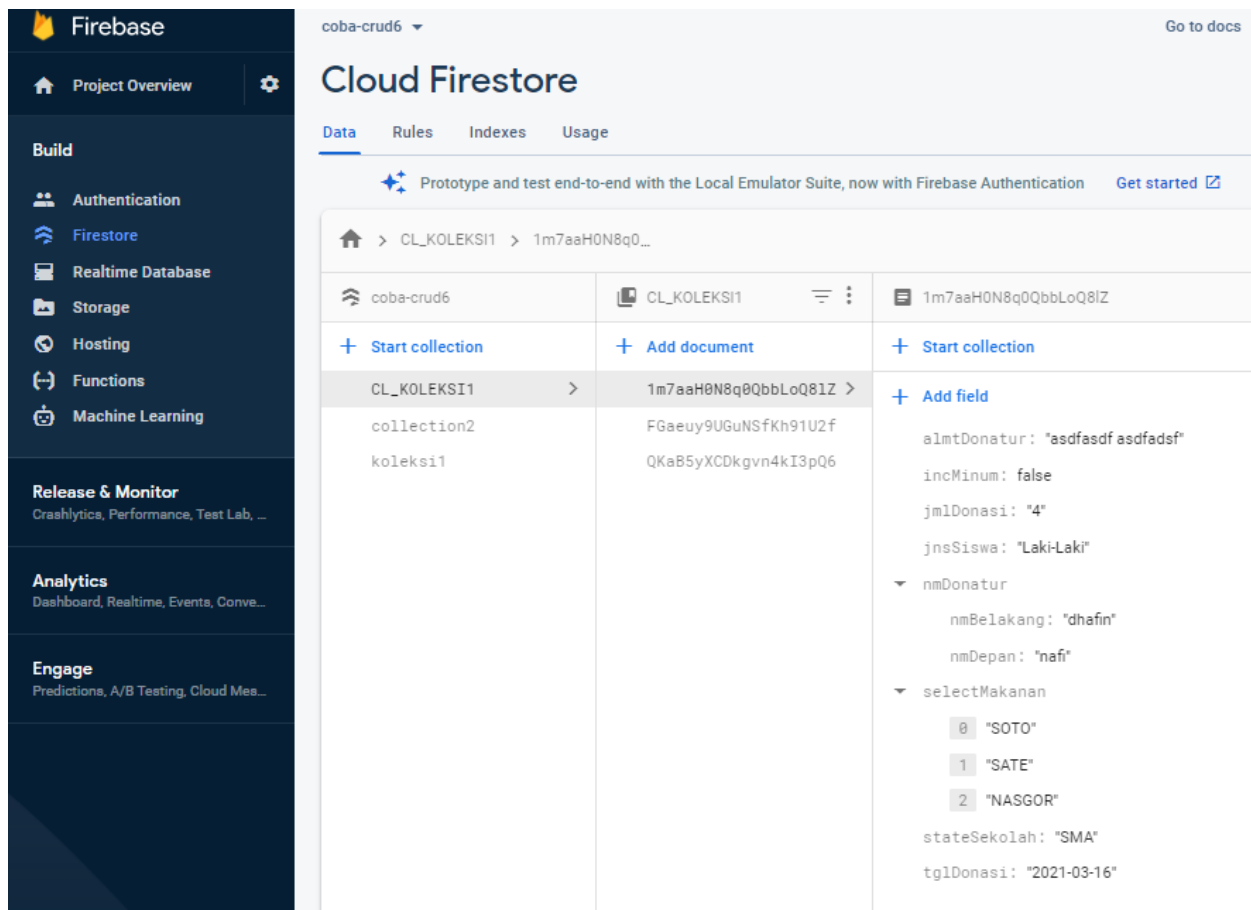 Firebase
Project Overview
Build
Authentication
Firestore
Realtime Database
Storage
Hosting
Functions
Machine Learning
Release & Monitor
Crashlytics, Performance, Test Lab, ...
Analytics
Dashboard, Realtime, Events, Conve...
Engage
Predictions, A/B Testing, Cloud Mes...
coba-crud6
Go to docs
Cloud Firestore
Data Rules Indexes Usage
Prototype and test end-to-end with the Local Emulator Suite, now with Firebase Authentication Get started
> CL_KOLEKSI1 > 1m7aaH0N8q0_
coba-crud6
Start collection
CL_KOLEKSI1
collection2
koleksi1
CL_KOLEKSI1
Add document
1m7aaH0N8q0QbbLoQ8lZ
FGaeuy9UGuNSfKh91U2f
QKaB5yXCDkgvn4kI3pQ6
1m7aaH0N8q0QbbLoQ8lZ
Start collection
Add field
almtDonatur: "asdfasdf asdfadsf"
incMinum: false
jmlDonasi: "4"
jnsSiswa: "Laki-Laki"
nmDonatur
nmBelakang: "dhafin"
nmDepan: "nafi"
selectMakanan
0 "SOTO"
1 "SATE"
2 "NASGOR"
stateSekolah: "SMA"
tglDonasi: "2021-03-16"